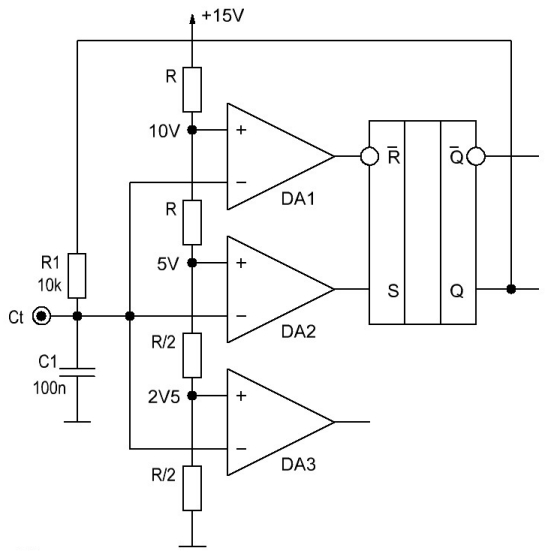 +15V
R
10V
+
−
DA1
R̅
Q̅
R
R1
10k
5V
+
−
DA2
S
Q
Ct
C1
100n
R/2
2V5
+
−
DA3
R/2